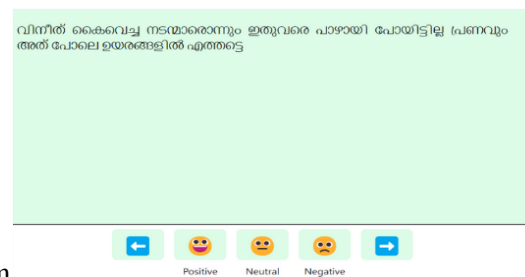 വിനീത് കൈവെച്ച നടന്മാരൊന്നും ഇതുവരെ പാഴായി പോയിട്ടില്ല പ്രണവും
അത് പോലെ ഉയരങ്ങളിൽ എത്തട്ടെ
Positive Neutral Negative